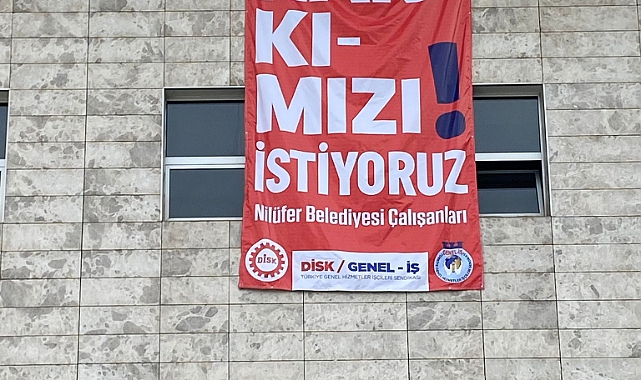 KI-
MIZI!
İSTİYORUZ
Nilüfer Belediyesi Çalışanları
DİSK
DİSK / GENEL - İŞ
TÜRKİYE GENEL HİZMETLER İŞÇİLERİ SENDİKASI
GENEL-İŞ